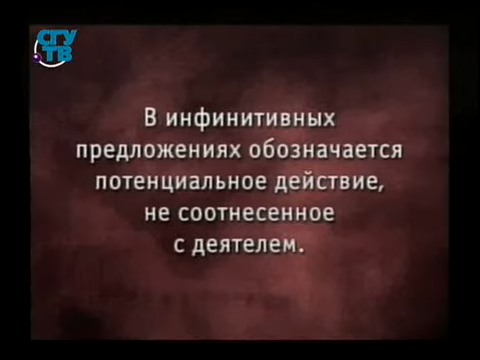 СГУ
ТВ
В инфинитивных
предложениях обозначается
потенциальное действие,
не соотнесенное
с деятелем.